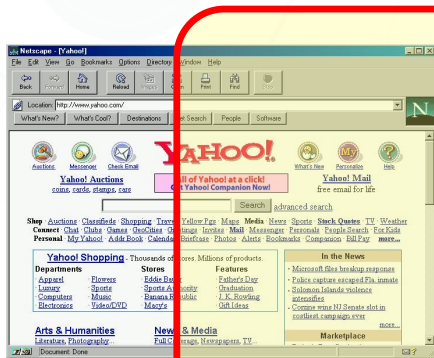 Netscape - [Yahoo!]
File Edit View Go Bookmarks Options Directory Window Help
Back Forward Home Reload Images Open Print Find Stop
Location: http://www.yahoo.com/
What's New? What's Cool? Destinations Net Search People Software
N
YAHOO!
Auctions Messenger Check Email What's New Personalize Help
My
Yahoo! Auctions
coins, cards, stamps, cars
All of Yahoo! at a click!
Get Yahoo! Companion Now!
Yahoo! Mail
free email for life
Search advanced search
Shop · Auctions · Classifieds · Shopping · Travel · Yellow Pgs · Maps Media · News · Sports · Stock Quotes · TV · Weather
Connect · Chat · Clubs · Games · GeoCities · Greetings · Invites · Mail · Messenger · Personals · People Search · For Kids
Personal · My Yahoo! · Addr Book · Calendar · Briefcase · Photos · Alerts · Bookmarks · Companion · Bill Pay · more...
Yahoo! Shopping - Thousands of stores. Millions of products.
Departments Stores Features
· Apparel · Flowers · Eddie Bauer · Father's Day
· Luxury · Sports · Sports Authority · Graduation
· Computers · Music · Banana Republic · J. K. Rowling
· Electronics · Video/DVD · Macy's · Gift Ideas
In the News
· Microsoft files breakup response
· Police capture escaped Fla. inmate
· Solomon Islands violence
intensifies
· Corzine wins NJ Senate slot in
costliest campaign ever
more...
Marketplace
Arts & Humanities
Literature, Photography...
News & Media
Full Coverage, Newspapers, TV...
Document: Done